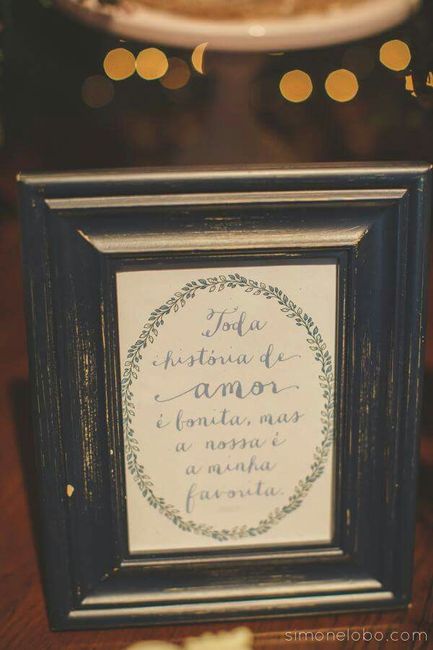 Toda
história de
amor
é bonita, mas
a nossa é
a minha
favorita.
simonelobo.com